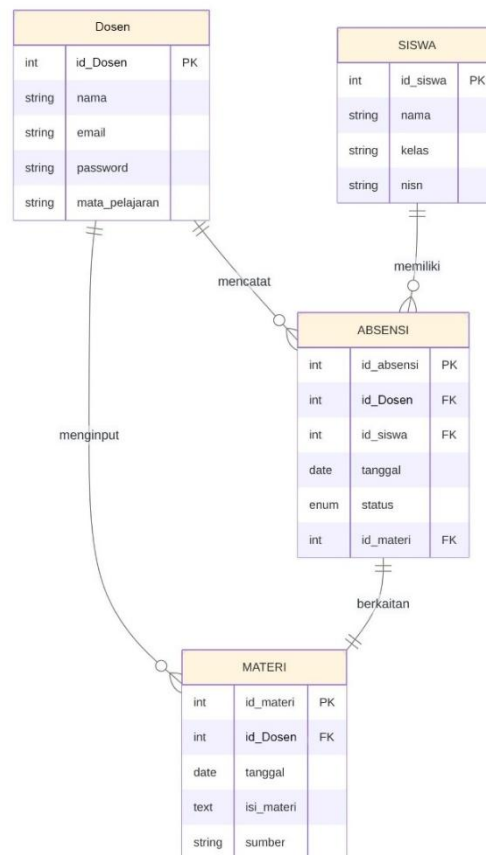 Dosen
int id_Dosen PK
string nama
string email
string password
string mata_pelajaran
SISWA
int id_siswa PK
string nama
string kelas
string nisn
mencatat
memiliki
menginput
ABSENSI
int id_absensi PK
int id_Dosen FK
int id_siswa FK
date tanggal
enum status
int id_materi FK
berkaitan
MATERI
int id_materi PK
int id_Dosen FK
date tanggal
text isi_materi
string sumber